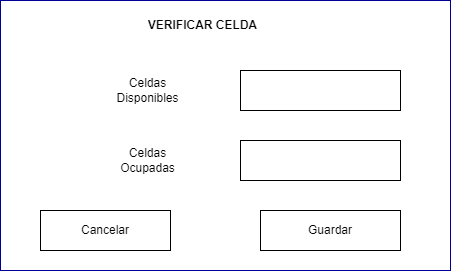 VERIFICAR CELDA
Celdas
Disponibles
Celdas
Ocupadas
Cancelar
Guardar